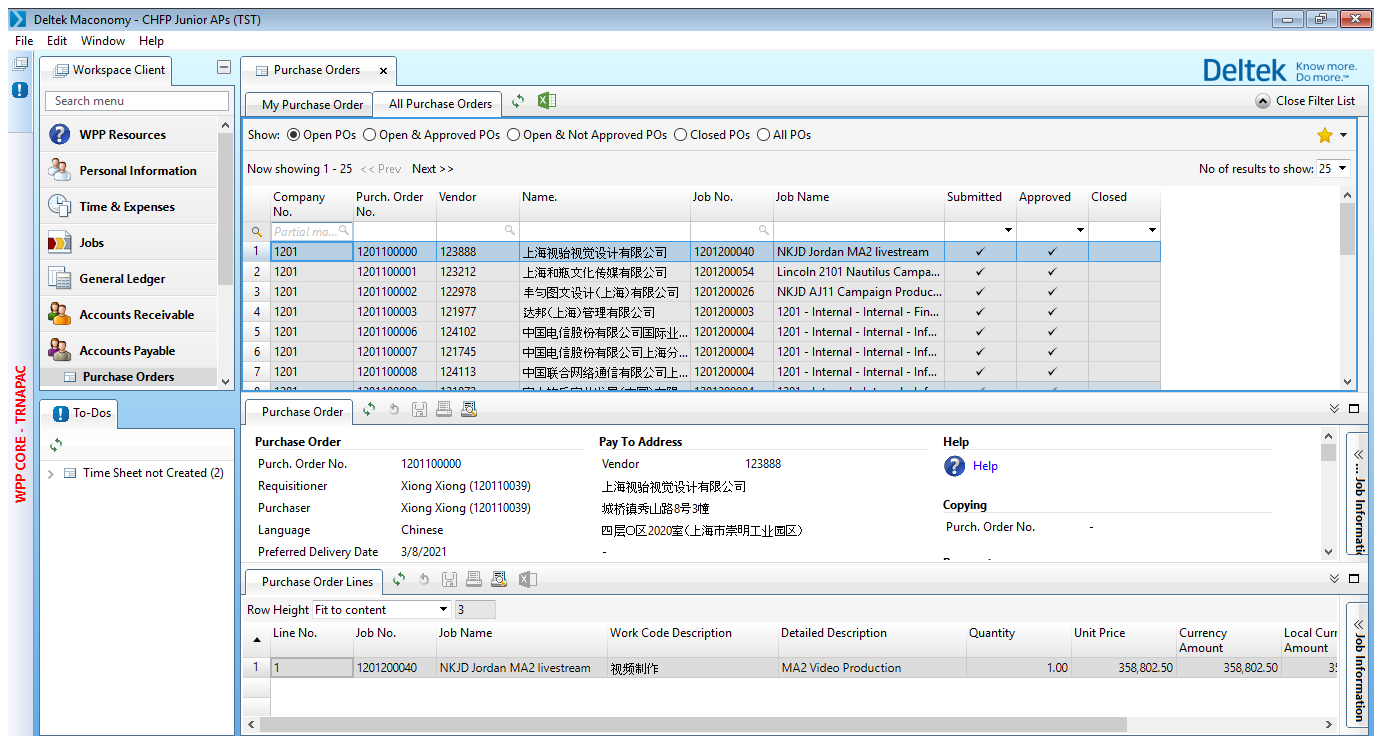 Deltek Maconomy - CHFP Junior APs (TST)
File Edit Window Help
Workspace Client
Search menu
WPP Resources
Personal Information
Time & Expenses
Jobs
General Ledger
Accounts Receivable
Accounts Payable
Purchase Orders
WPP CORE - TRNAPAC
To-Dos
Time Sheet not Created (2)
Purchase Orders x
Deltek Know more. Do more.™
My Purchase Order All Purchase Orders
Close Filter List
Show: Open POs Open & Approved POs Open & Not Approved POs Closed POs All POs
Now showing 1 - 25 << Prev Next >>
No of results to show: 25
Company No. Purch. Order No. Vendor Name. Job No. Job Name Submitted Approved Closed
Partial ma...
1 1201 1201100000 123888 上海视骀视觉设计有限公司 1201200040 NKJD Jordan MA2 livestream ✓ ✓
2 1201 1201100001 123212 上海和瓶文化传媒有限公司 1201200054 Lincoln 2101 Nautilus Campa... ✓ ✓
3 1201 1201100002 122978 丰匀图文设计(上海)有限公司 1201200026 NKJD AJ11 Campaign Produc... ✓ ✓
4 1201 1201100003 121977 达邦(上海)管理有限公司 1201200003 1201 - Internal - Internal - Fin... ✓ ✓
5 1201 1201100006 124102 中国电信股份有限公司国际业... 1201200004 1201 - Internal - Internal - Inf... ✓ ✓
6 1201 1201100007 121745 中国电信股份有限公司上海分... 1201200004 1201 - Internal - Internal - Inf... ✓ ✓
7 1201 1201100008 124113 中国联合网络通信有限公司上... 1201200004 1201 - Internal - Internal - Inf... ✓ ✓
Purchase Order
Purchase Order
Purch. Order No. 1201100000
Requisitioner Xiong Xiong (120110039)
Purchaser Xiong Xiong (120110039)
Language Chinese
Preferred Delivery Date 3/8/2021
Pay To Address
Vendor 123888
上海视骀视觉设计有限公司
城桥镇秀山路8号3幢
四层O区2020室(上海市崇明工业园区)
-
Help
Help
Copying
Purch. Order No. -
... Job Informati
Purchase Order Lines
Row Height Fit to content 3
Line No. Job No. Job Name Work Code Description Detailed Description Quantity Unit Price Currency Amount Local Curr Amount
1 1 1201200040 NKJD Jordan MA2 livestream 视频制作 MA2 Video Production 1.00 358,802.50 358,802.50
Job Information